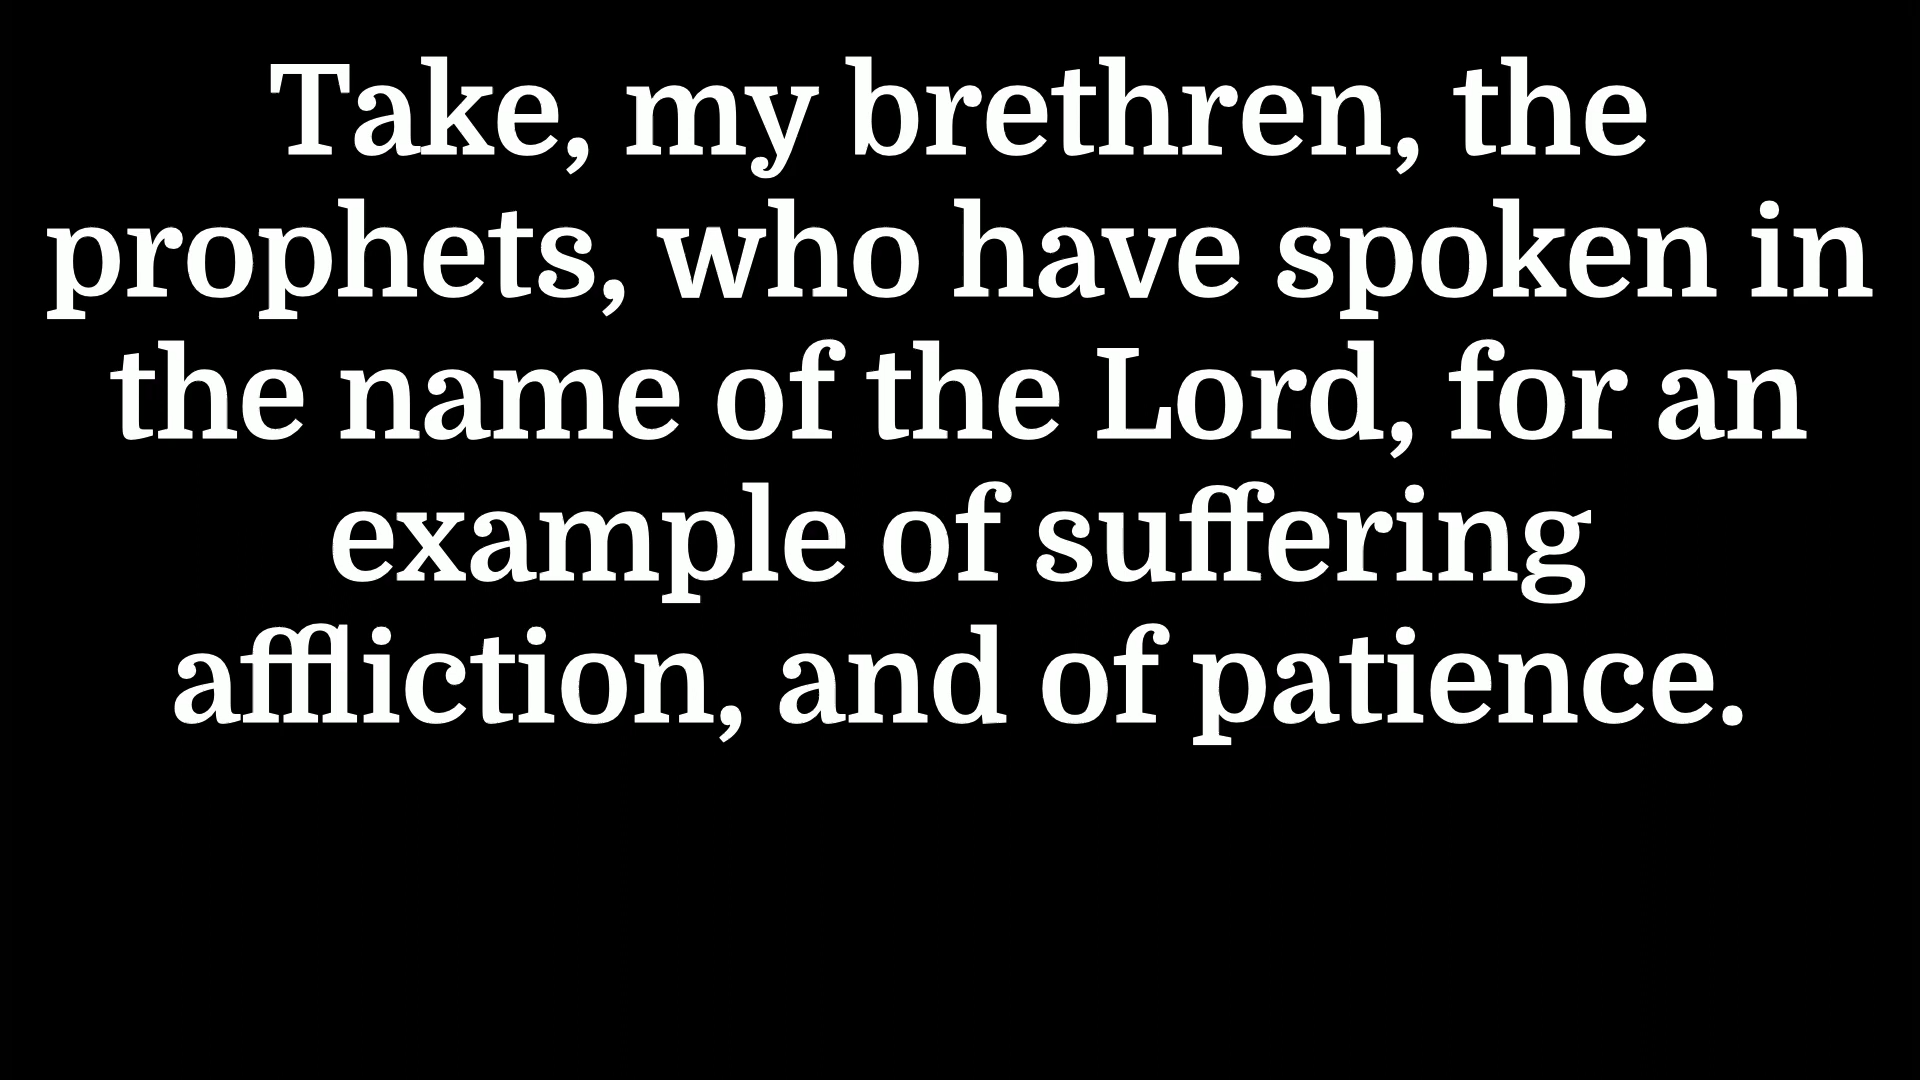 Take, my brethren, the
prophets, who have spoken in
the name of the Lord, for an
example of suffering
affliction, and of patience.